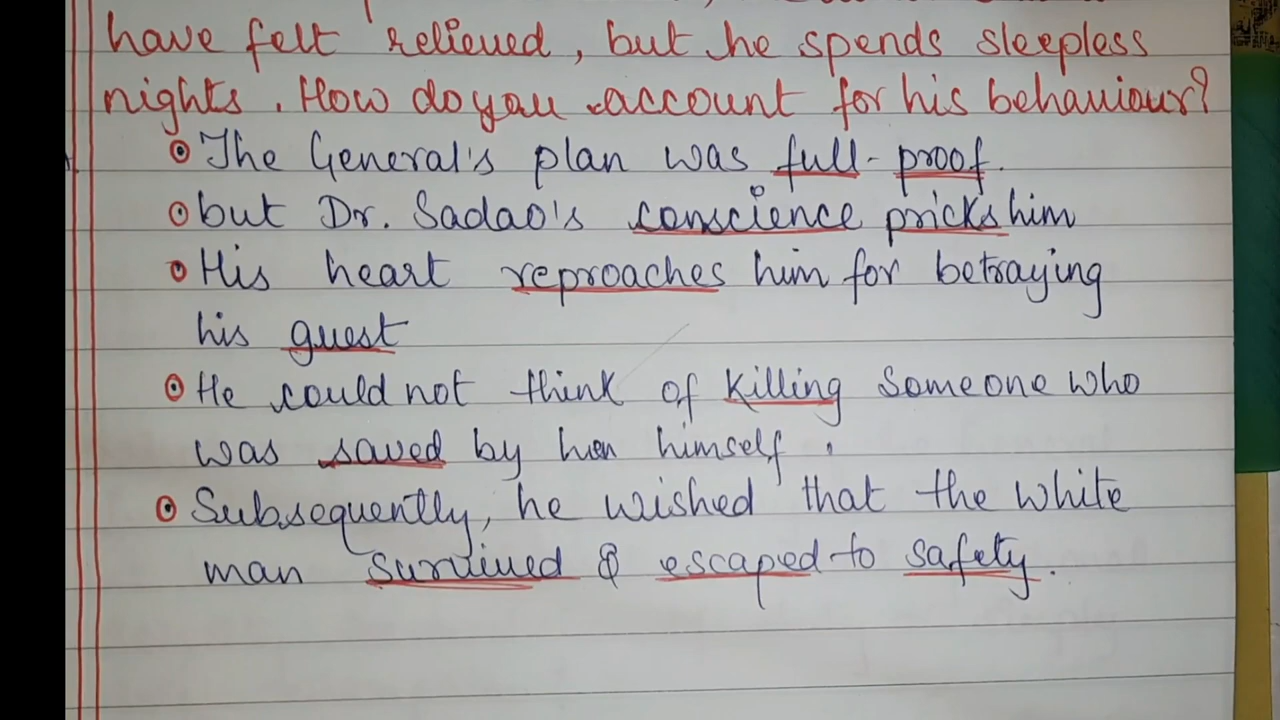 have felt relieved, but he spends sleepless
nights. How do you account for his behaviour?
The General's plan was full-proof.
but Dr. Sadao's conscience pricks him
His heart reproaches him for betraying
his guest
He could not think of killing someone who
was saved by him himself.
Subsequently, he wished that the white
man survived & escaped to safety.